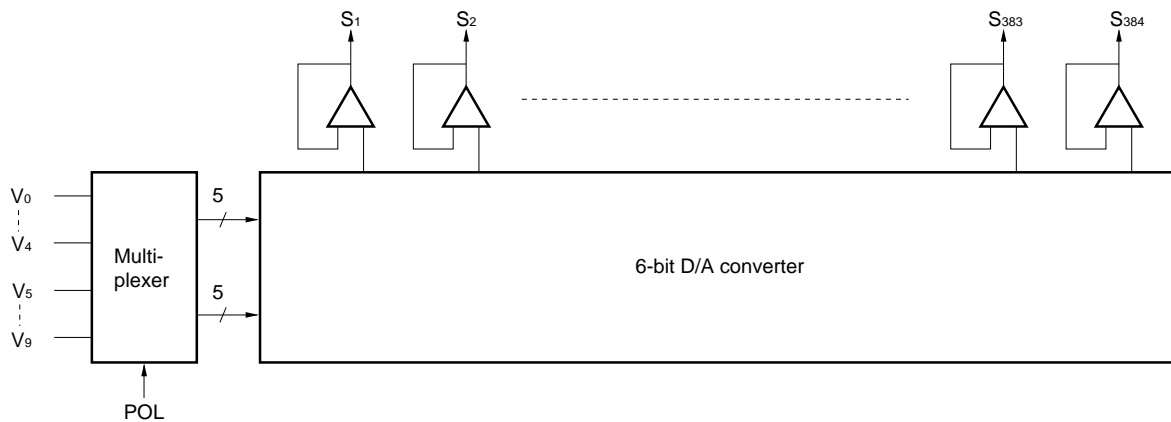 S1 S2 S383 S384
V0
V4
V5
V9
Multi-
plexer
5
5
6-bit D/A converter
POL